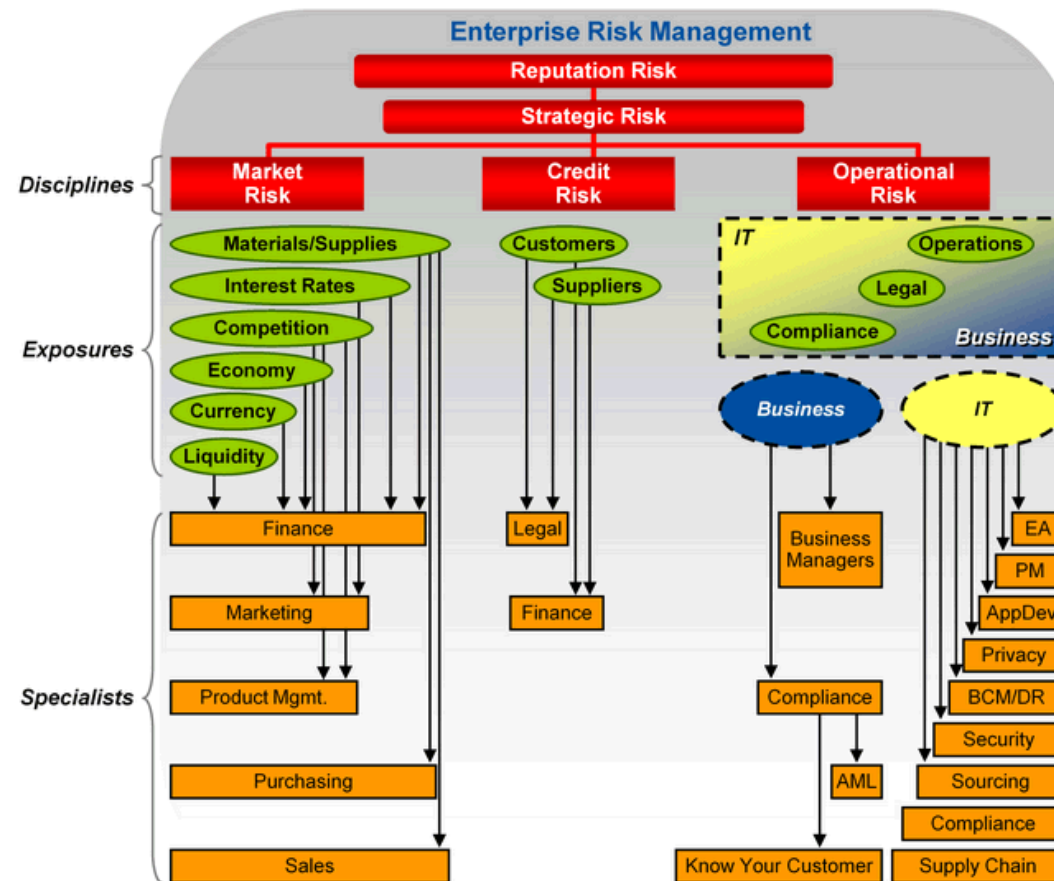 Enterprise Risk Management
Reputation Risk
Strategic Risk
Disciplines
Market
Risk
Credit
Risk
Operational
Risk
Exposures
Materials/Supplies
Interest Rates
Competition
Economy
Currency
Liquidity
Customers
Suppliers
IT
Operations
Legal
Compliance
Business
Business
IT
Specialists
Finance
Marketing
Product Mgmt.
Purchasing
Sales
Legal
Finance
Business
Managers
Compliance
AML
Know Your Customer
EA
PM
AppDev
Privacy
BCM/DR
Security
Sourcing
Compliance
Supply Chain